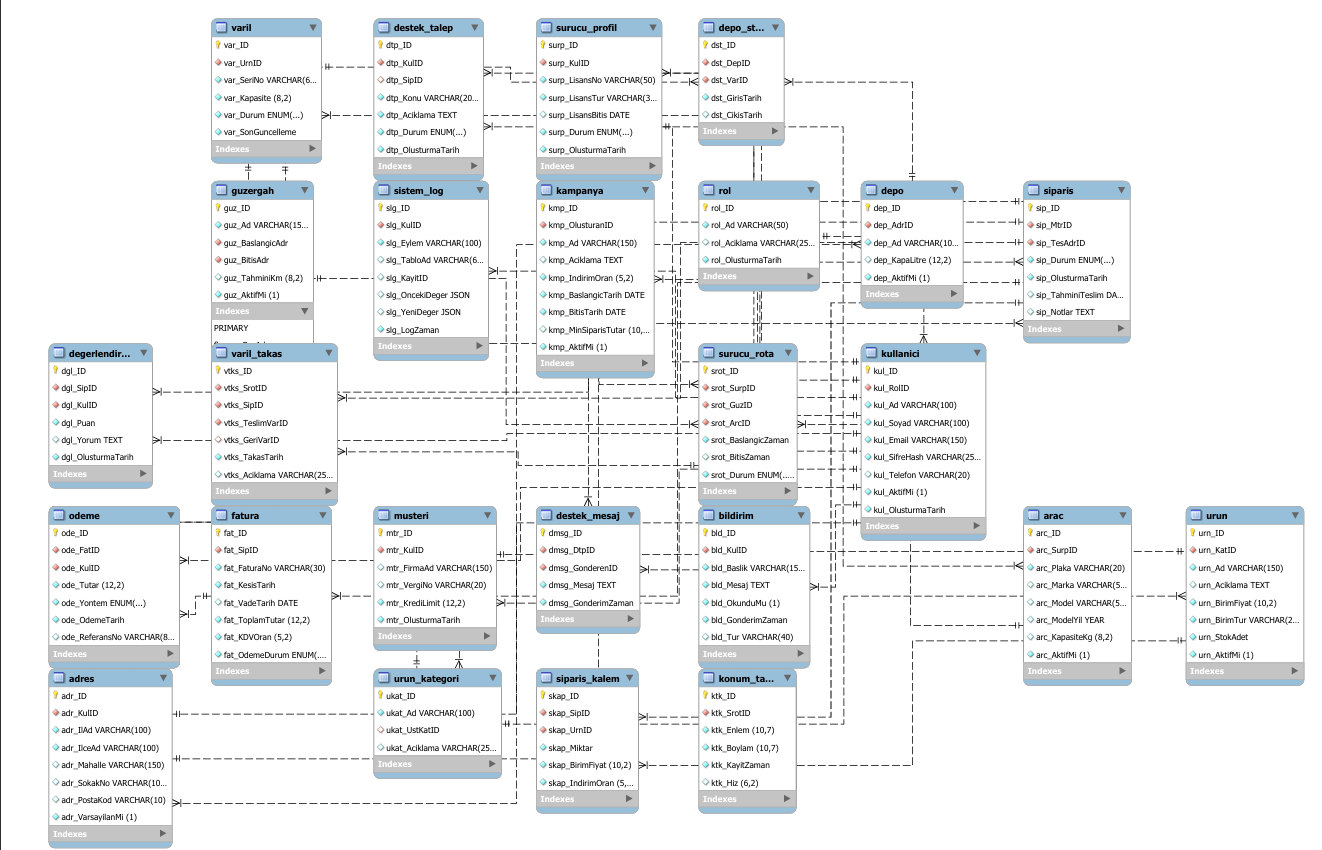 varil
var_ID
var_UrnID
var_SeriNo VARCHAR(6...
var_Kapasite (8,2)
var_Durum ENUM(...)
var_SonGuncelleme
Indexes
destek_talep
dtp_ID
dtp_KulID
dtp_SipID
dtp_Konu VARCHAR(20...
dtp_Aciklama TEXT
dtp_Durum ENUM(...)
dtp_OlusturmaTarih
Indexes
surucu_profil
surp_ID
surp_KulID
surp_LisansNo VARCHAR(50)
surp_LisansTur VARCHAR(3...
surp_LisansBitis DATE
surp_Durum ENUM(...)
surp_OlusturmaTarih
Indexes
depo_st...
dst_ID
dst_DepID
dst_VarID
dst_GirisTarih
dst_CikisTarih
Indexes
guzergah
guz_ID
guz_Ad VARCHAR(15...
guz_BaslangicAdr
guz_BitisAdr
guz_TahminiKm (8,2)
guz_AktifMi (1)
Indexes
PRIMARY
sistem_log
slg_ID
slg_KulID
slg_Eylem VARCHAR(100)
slg_TabloAd VARCHAR(6...
slg_KayitID
slg_OncekiDeger JSON
slg_YeniDeger JSON
slg_LogZaman
Indexes
kampanya
kmp_ID
kmp_OlusturanID
kmp_Ad VARCHAR(150)
kmp_Aciklama TEXT
kmp_IndirimOran (5,2)
kmp_BaslangicTarih DATE
kmp_BitisTarih DATE
kmp_MinSiparisTutar (10,...
kmp_AktifMi (1)
Indexes
rol
rol_ID
rol_Ad VARCHAR(50)
rol_Aciklama VARCHAR(25...
rol_OlusturmaTarih
Indexes
depo
dep_ID
dep_AdrID
dep_Ad VARCHAR(10...
dep_KapaLitre (12,2)
dep_AktifMi (1)
Indexes
siparis
sip_ID
sip_MtrID
sip_TesAdrID
sip_Durum ENUM(...)
sip_OlusturmaTarih
sip_TahminiTeslim DA...
sip_Notlar TEXT
Indexes
degerlendir...
dgl_ID
dgl_SipID
dgl_KulID
dgl_Puan
dgl_Yorum TEXT
dgl_OlusturmaTarih
Indexes
varil_takas
vtks_ID
vtks_SrotID
vtks_SipID
vtks_TeslimVarID
vtks_GeriVarID
vtks_TakasTarih
vtks_Aciklama VARCHAR(25...
Indexes
surucu_rota
srot_ID
srot_SurpID
srot_GuzID
srot_ArcID
srot_BaslangicZaman
srot_BitisZaman
srot_Durum ENUM(.....
Indexes
kullanici
kul_ID
kul_RolID
kul_Ad VARCHAR(100)
kul_Soyad VARCHAR(100)
kul_Email VARCHAR(150)
kul_SifreHash VARCHAR(25...
kul_Telefon VARCHAR(20)
kul_AktifMi (1)
kul_OlusturmaTarih
Indexes
odeme
ode_ID
ode_FatID
ode_KulID
ode_Tutar (12,2)
ode_Yontem ENUM(...)
ode_OdemeTarih
ode_ReferansNo VARCHAR(8...
Indexes
fatura
fat_ID
fat_SipID
fat_FaturaNo VARCHAR(30)
fat_KesisTarih
fat_VadeTarih DATE
fat_ToplamTutar (12,2)
fat_KDVOran (5,2)
fat_OdemeDurum ENUM(....
Indexes
musteri
mtr_ID
mtr_KulID
mtr_FirmaAd VARCHAR(150)
mtr_VergiNo VARCHAR(20)
mtr_KrediLimit (12,2)
mtr_OlusturmaTarih
Indexes
destek_mesaj
dmsg_ID
dmsg_DtpID
dmsg_GonderenID
dmsg_Mesaj TEXT
dmsg_GonderimZaman
Indexes
bildirim
bld_ID
bld_KulID
bld_Baslik VARCHAR(15...
bld_Mesaj TEXT
bld_OkunduMu (1)
bld_GonderimZaman
bld_Tur VARCHAR(40)
Indexes
arac
arc_ID
arc_SurpID
arc_Plaka VARCHAR(20)
arc_Marka VARCHAR(5...
arc_Model VARCHAR(5...
arc_ModelYil YEAR
arc_KapasiteKg (8,2)
arc_AktifMi (1)
Indexes
urun
urn_ID
urn_KatID
urn_Ad VARCHAR(150)
urn_Aciklama TEXT
urn_BirimFiyat (10,2)
urn_BirimTur VARCHAR(2...
urn_StokAdet
urn_AktifMi (1)
Indexes
adres
adr_ID
adr_KulID
adr_IlAd VARCHAR(100)
adr_IlceAd VARCHAR(100)
adr_Mahalle VARCHAR(150)
adr_SokakNo VARCHAR(10...
adr_PostaKod VARCHAR(10)
adr_VarsayilanMi (1)
Indexes
urun_kategori
ukat_ID
ukat_Ad VARCHAR(100)
ukat_UstKatID
ukat_Aciklama VARCHAR(25...
Indexes
siparis_kalem
skap_ID
skap_SipID
skap_UrnID
skap_Miktar
skap_BirimFiyat (10,2)
skap_IndirimOran (5,...
Indexes
konum_ta...
ktk_ID
ktk_SrotID
ktk_Enlem (10,7)
ktk_Boylam (10,7)
ktk_KayitZaman
ktk_Hiz (6,2)
Indexes